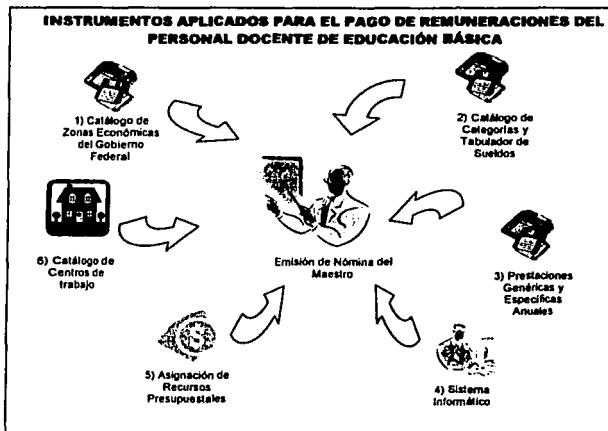 INSTRUMENTOS APLICADOS PARA EL PAGO DE REMUNERACIONES DEL
PERSONAL DOCENTE DE EDUCACIÓN BÁSICA
1) Catálogo de
Zonas Económicas
del Gobierno
Federal
2) Catálogo de
Categorías y
Tabulador de
Sueldos
3) Prestaciones
Genéricas y
Específicas
Anuales
4) Sistema
Informático
5) Asignación de
Recursos
Presupuestales
6) Catálogo de
Centros de
trabajo
Emisión de Nómina del
Maestro